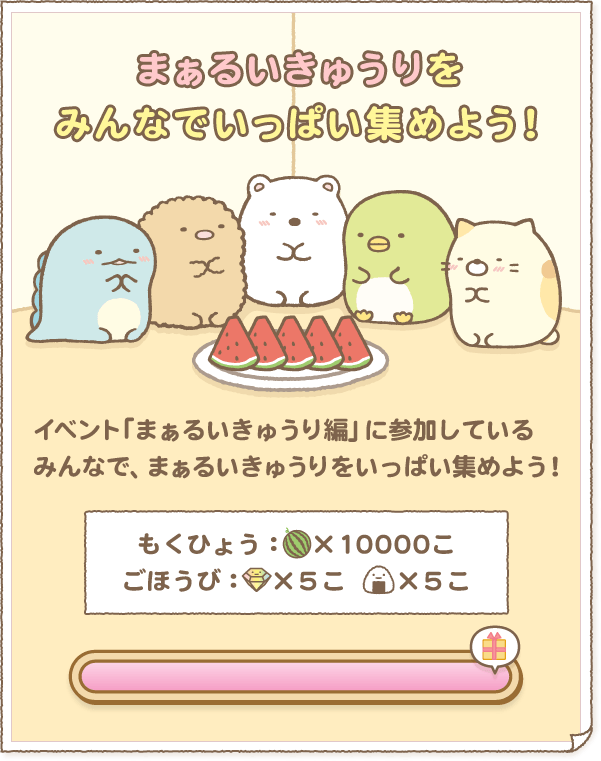 まぁるいきゅうりを
みんなでいっぱい集めよう!
イベント「まぁるいきゅうり編」に参加している
みんなで、まぁるいきゅうりをいっぱい集めよう!
もくひょう:×10000こ
ごほうび:×5こ ×5こ